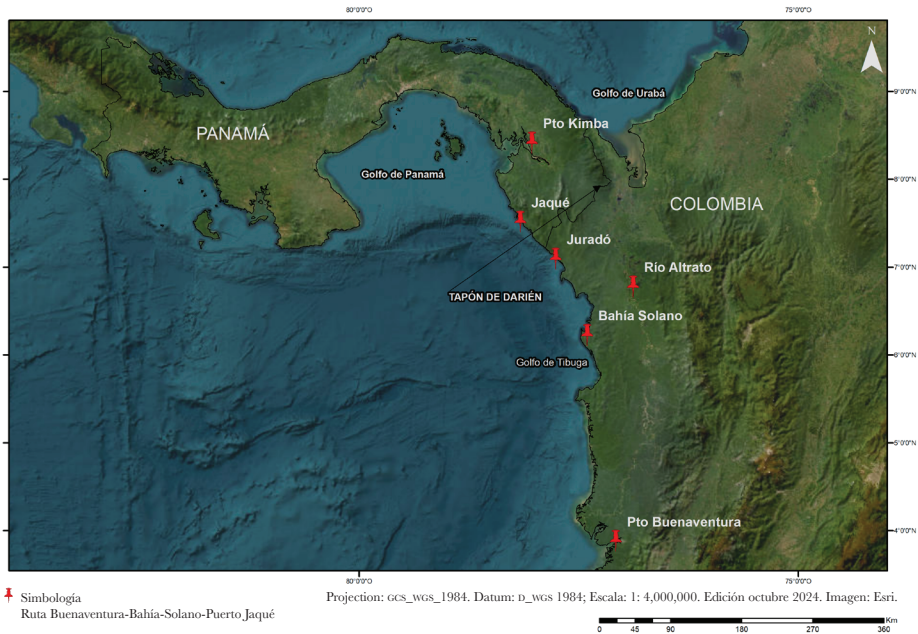 80°0'0"O 75°0'0"O
N
9°0'0"N
Golfo de Urabá
Pto Kimba
PANAMÁ
Golfo de Panamá
8°0'0"N
Jaqué
COLOMBIA
Juradó
7°0'0"N
Río Altrato
TAPÓN DE DARIÉN
Bahía Solano
6°0'0"N
Golfo de Tibuga
5°0'0"N
Pto Buenaventura
4°0'0"N
80°0'0"O 75°0'0"O
Simbología
Ruta Buenaventura-Bahía-Solano-Puerto Jaqué
Projection: GCS_WGS_1984. Datum: D_WGS 1984; Escala: 1: 4,000,000. Edición octubre 2024. Imagen: Esri.
Km
0 45 90 180 270 360